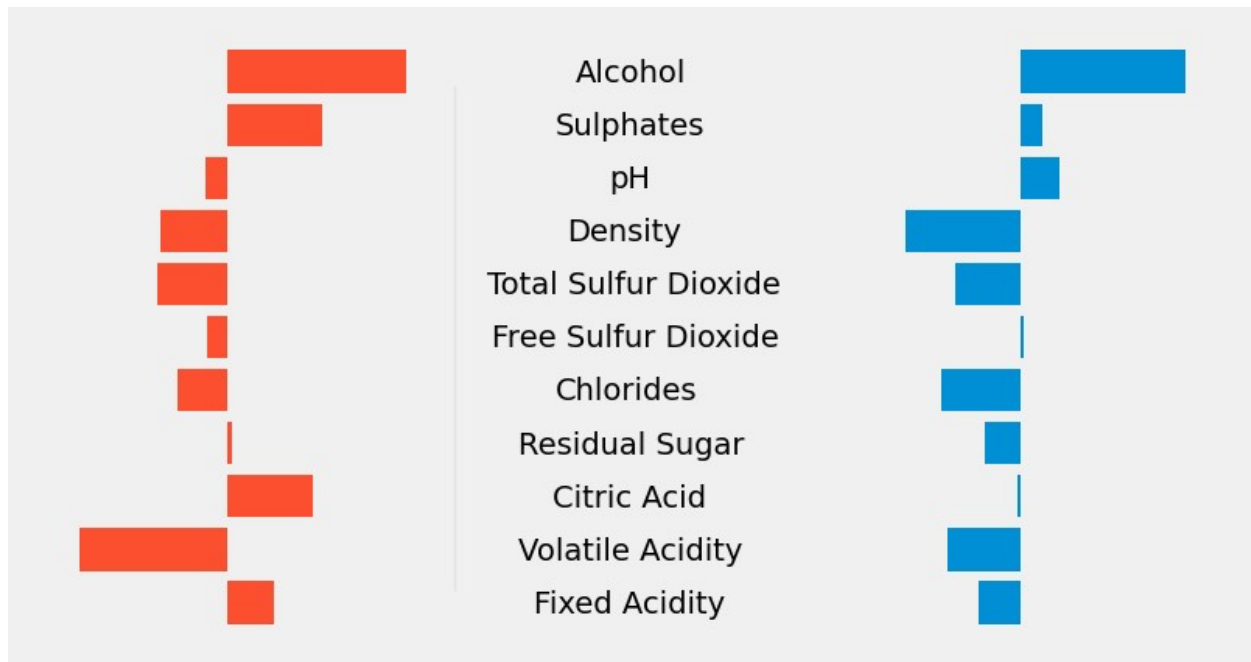 Alcohol
Sulphates
pH
Density
Total Sulfur Dioxide
Free Sulfur Dioxide
Chlorides
Residual Sugar
Citric Acid
Volatile Acidity
Fixed Acidity